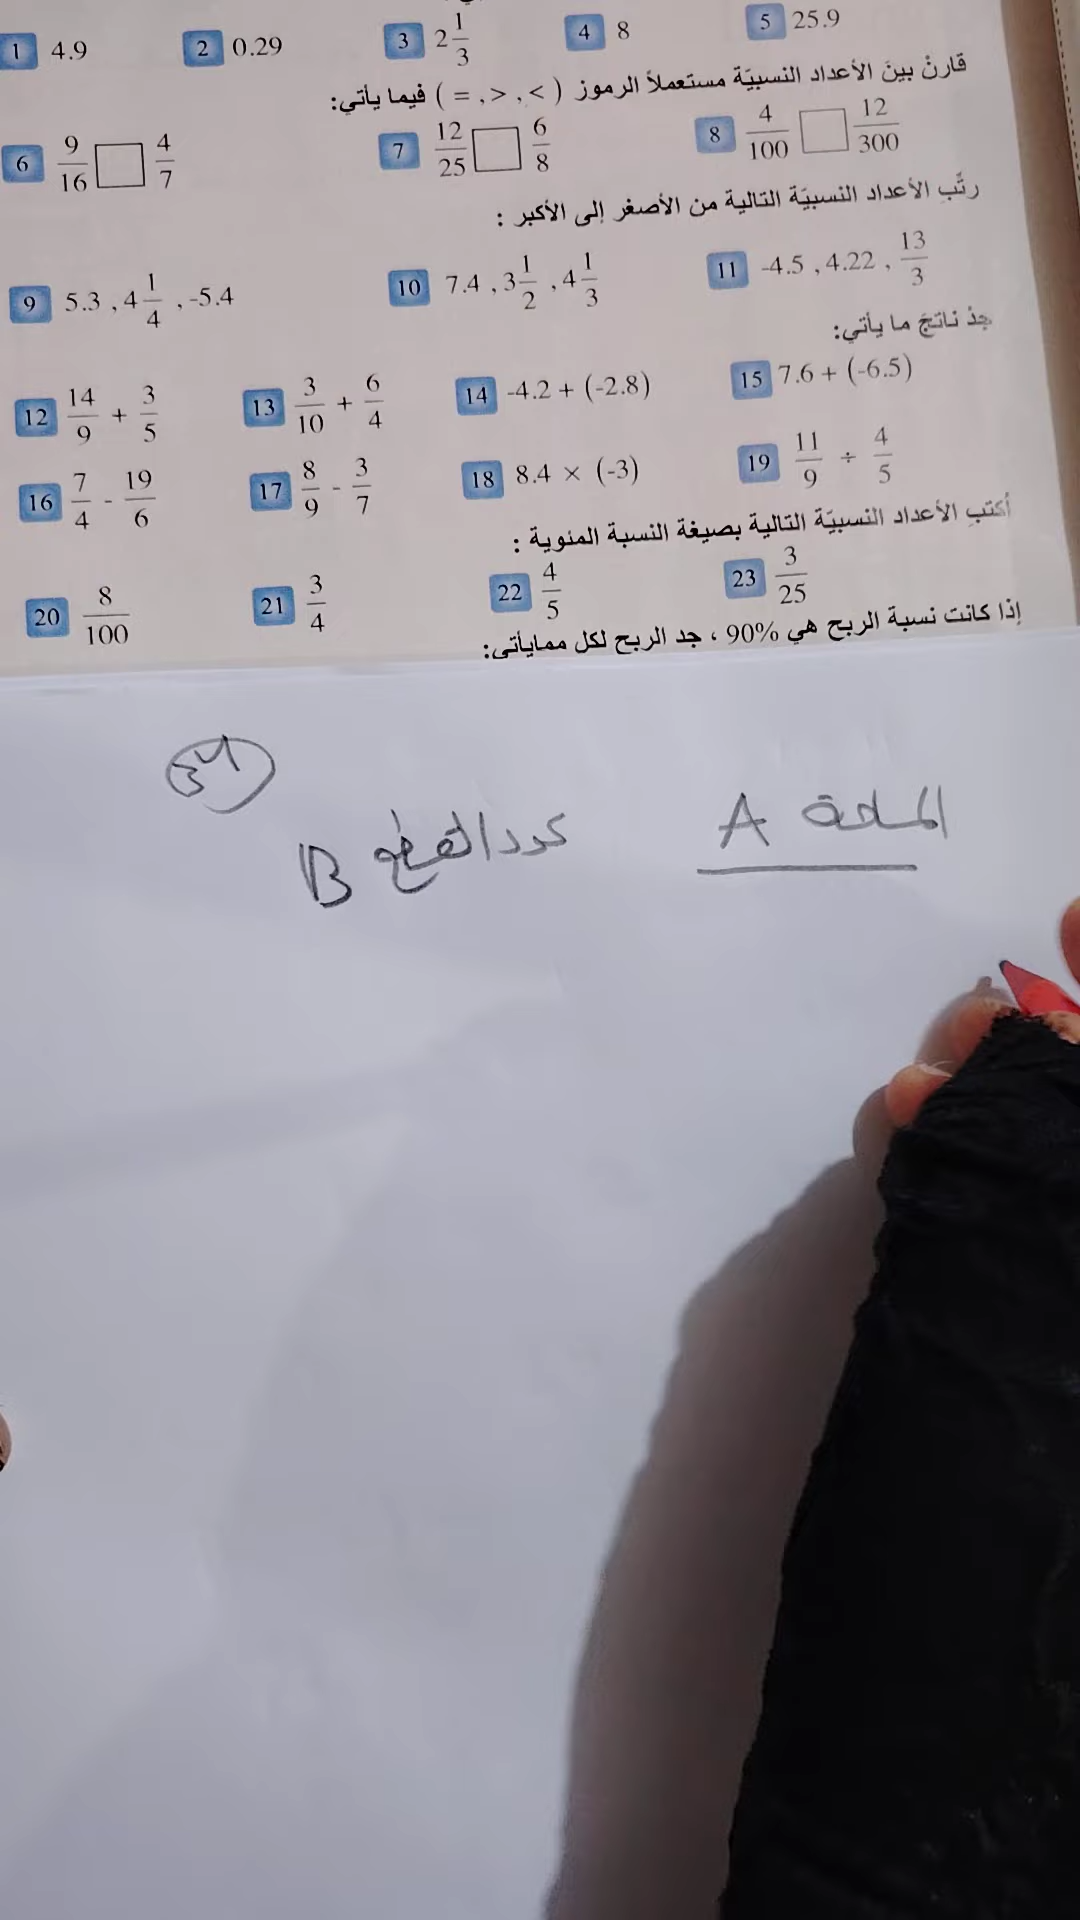 1 4.9 2 0.29 3 2 1/3 4 8 5 25.9
قارنْ بينَ الأعداد النسبيَّة مستعملاً الرموز ( > , < , = ) فيما يأتي:
6 9/16 □ 4/7 7 12/25 □ 6/8 8 4/100 □ 12/300
رتِّبِ الأعداد النسبيَّة التالية من الأصغر إلى الأكبر :
9 5.3 , 4 1/4 , -5.4 10 7.4 , 3 1/2 , 4 1/3 11 -4.5 , 4.22 , 13/3
جِدْ ناتجَ ما يأتي:
12 14/9 + 3/5 13 3/10 + 6/4 14 -4.2 + (-2.8) 15 7.6 + (-6.5)
16 7/4 - 19/6 17 8/9 - 3/7 18 8.4 × (-3) 19 11/9 ÷ 4/5
أُكتبِ الأعداد النسبيَّة التالية بصيغة النسبة المئوية :
20 8/100 21 3/4 22 4/5 23 3/25
إذا كانت نسبة الربح هي 90% ، جد الربح لكل ممايأتي:
A
B